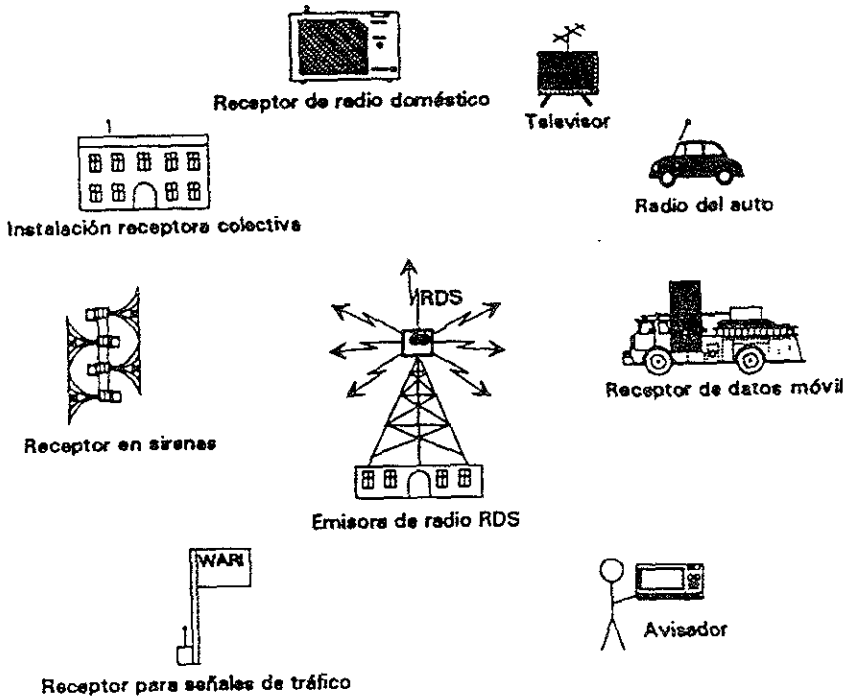 Receptor de radio doméstico
Televisor
Instalación receptora colectiva
Radio del auto
RDS
Receptor en sirenas
Receptor de datos móvil
Emisora de radio RDS
WARI
Avisador
Receptor para señales de tráfico